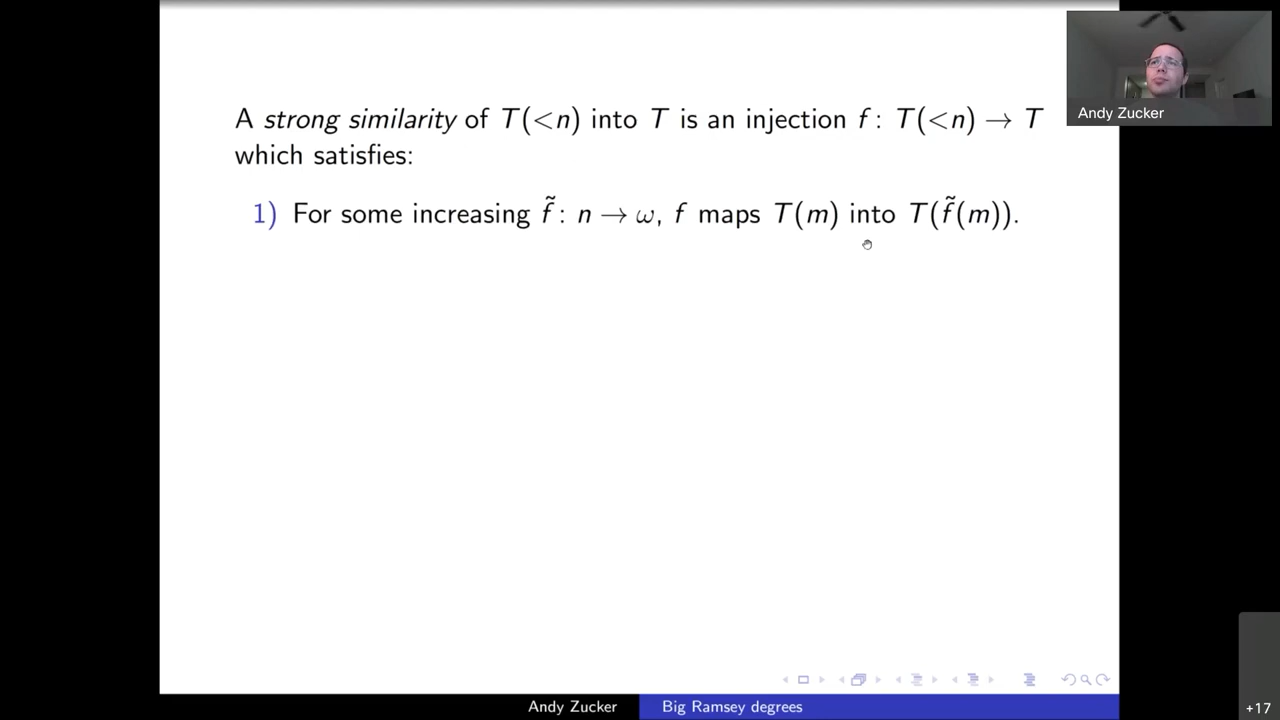 A strong similarity of T(<n) into T is an injection f: T(<n) → T
which satisfies:
1) For some increasing f̃: n → ω, f maps T(m) into T(f̃(m)).
Andy Zucker
Andy Zucker
Big Ramsey degrees
+17